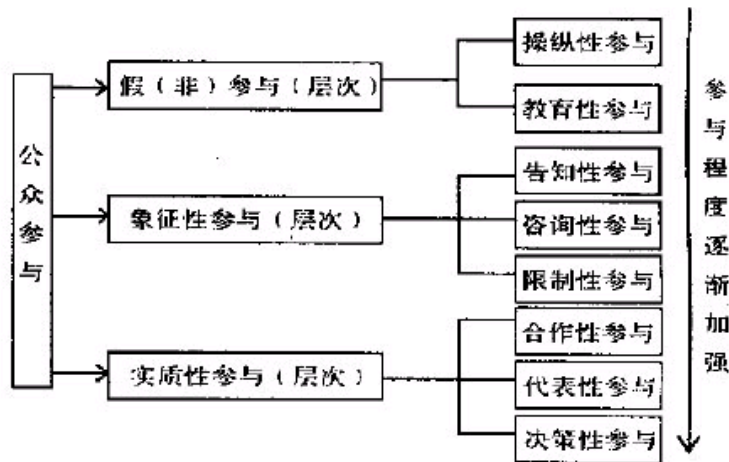 公众参与
假（非）参与（层次）
操纵性参与
教育性参与
象征性参与（层次）
告知性参与
咨询性参与
限制性参与
实质性参与（层次）
合作性参与
代表性参与
决策性参与
参与程度逐渐加强